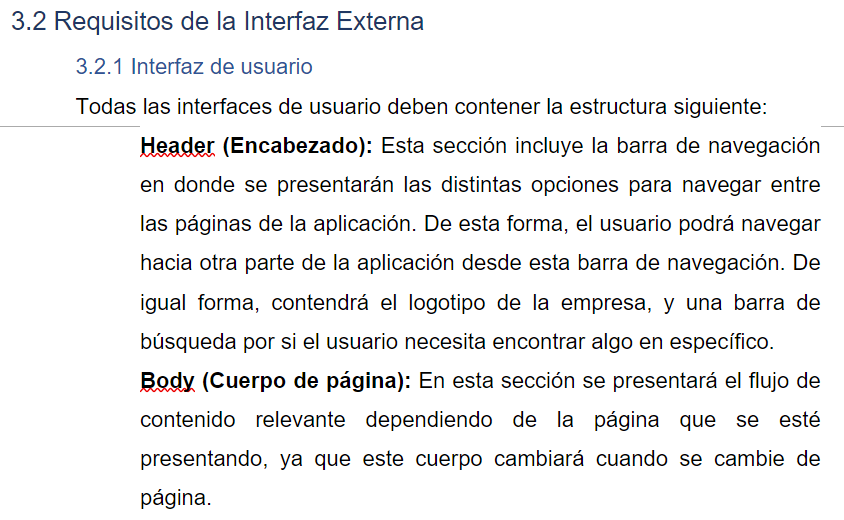 3.2 Requisitos de la Interfaz Externa
3.2.1 Interfaz de usuario
Todas las interfaces de usuario deben contener la estructura siguiente:
Header (Encabezado): Esta sección incluye la barra de navegación
en donde se presentarán las distintas opciones para navegar entre
las páginas de la aplicación. De esta forma, el usuario podrá navegar
hacia otra parte de la aplicación desde esta barra de navegación. De
igual forma, contendrá el logotipo de la empresa, y una barra de
búsqueda por si el usuario necesita encontrar algo en específico.
Body (Cuerpo de página): En esta sección se presentará el flujo de
contenido relevante dependiendo de la página que se esté
presentando, ya que este cuerpo cambiará cuando se cambie de
página.